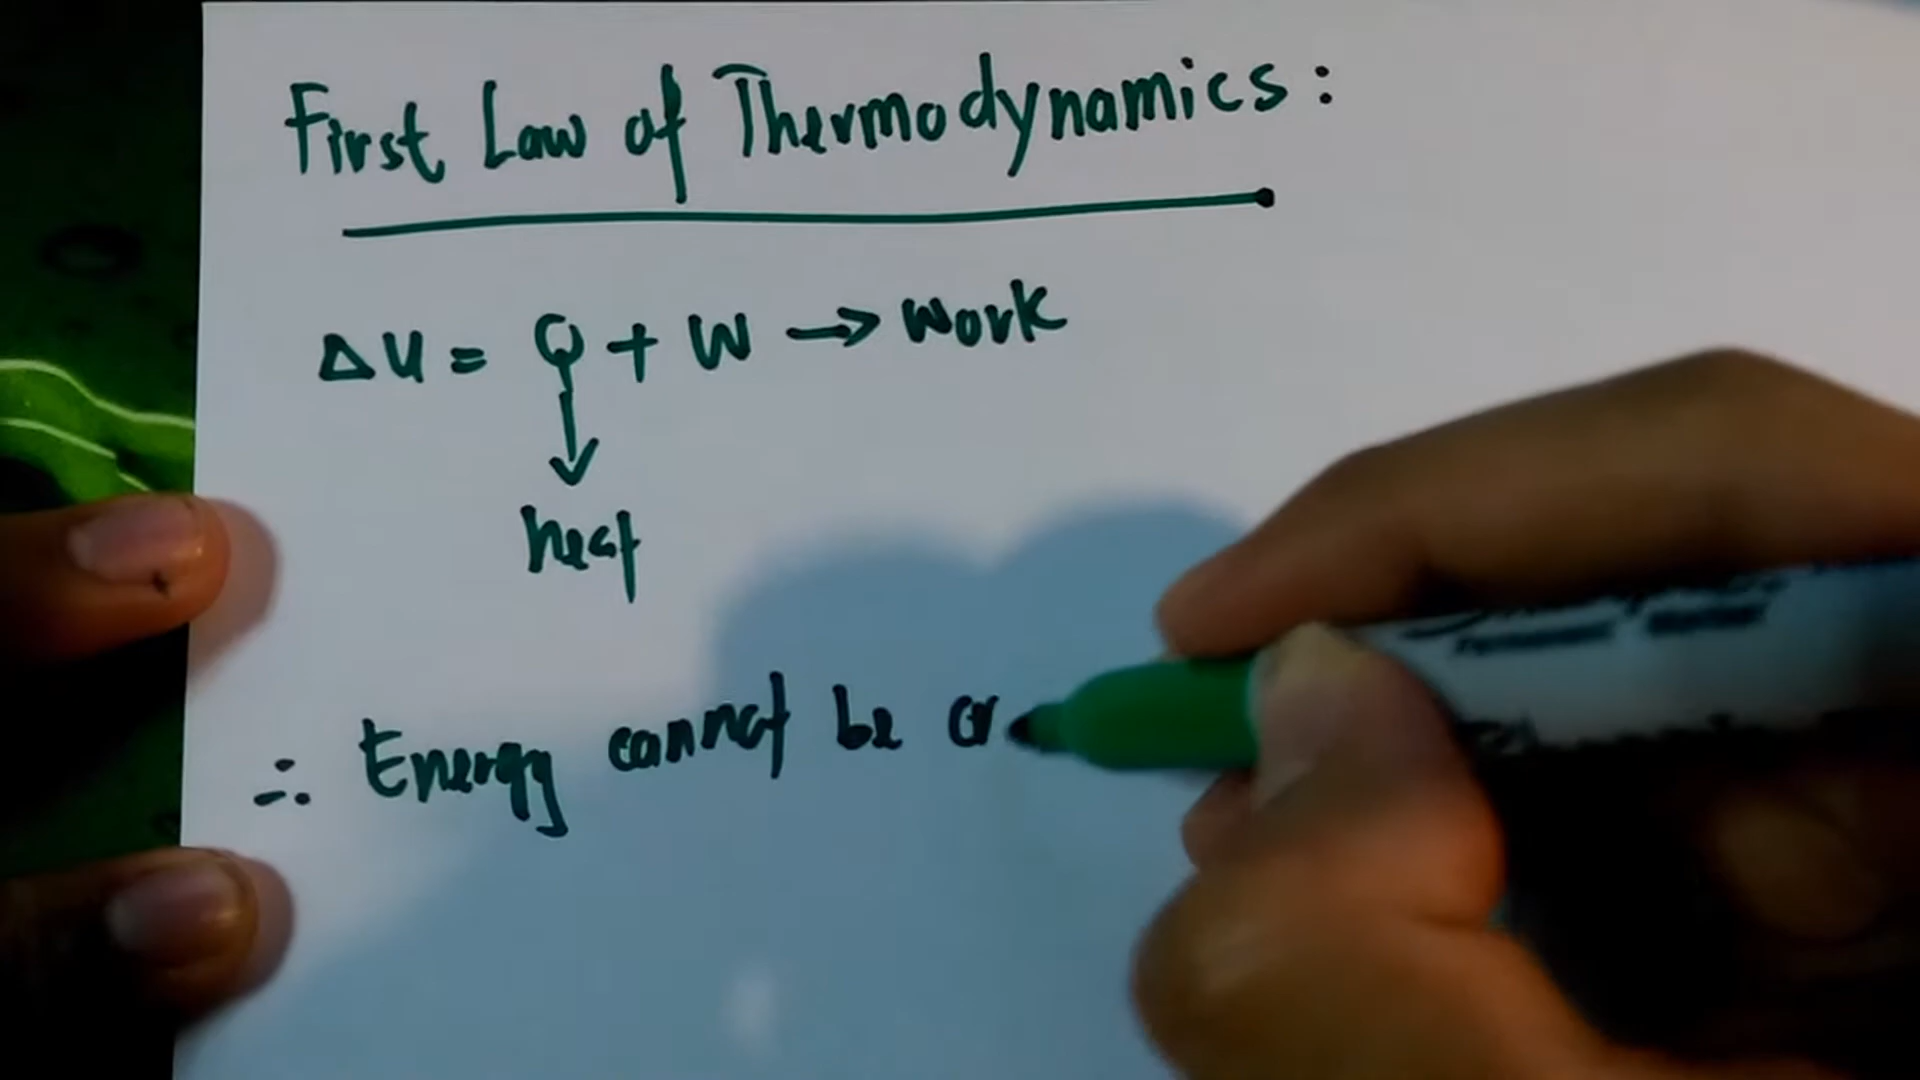 First Law of Thermodynamics:
ΔU = Q + W → Work
↓
heat
∴ Energy cannot be cr